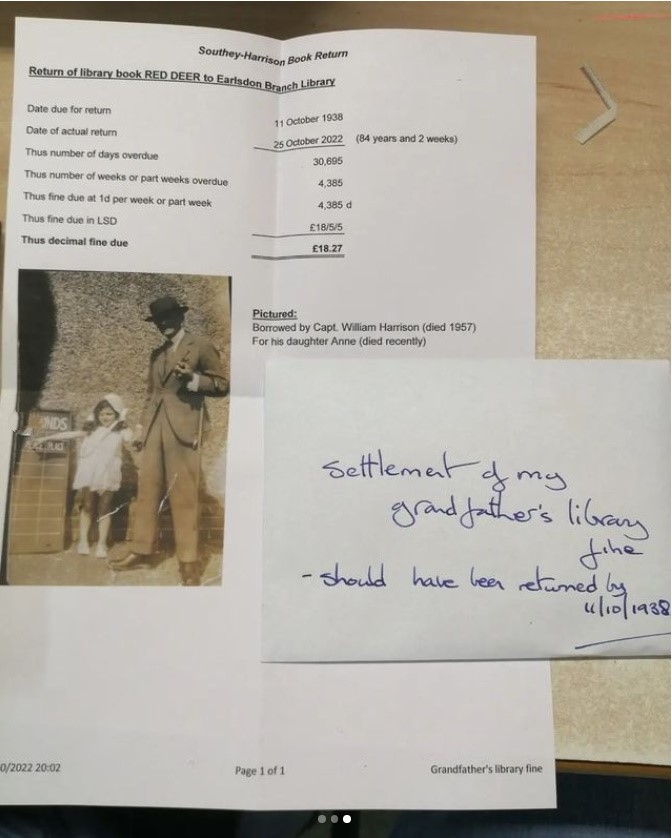 Southey-Harrison Book Return
Return of library book RED DEER to Earlsdon Branch Library
Date due for return 11 October 1938
Date of actual return 25 October 2022 (84 years and 2 weeks)
Thus number of days overdue 30,695
Thus number of weeks or part weeks overdue 4,385
Thus fine due at 1d per week or part week 4,385 d
Thus fine due in LSD £18/5/5
Thus decimal fine due £18.27
Pictured:
Borrowed by Capt. William Harrison (died 1957)
For his daughter Anne (died recently)
settlement of my
grandfather's library
fine
- should have been returned by
11/10/1938
0/2022 20:02 Page 1 of 1 Grandfather's library fine